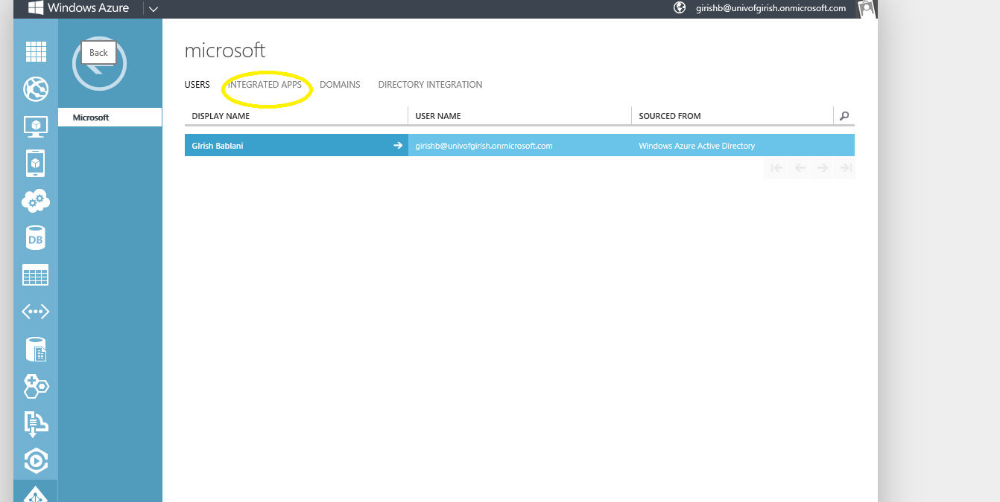 Windows Azure
girishb@univofgirish.onmicrosoft.com
Back
Microsoft
DB
microsoft
USERS INTEGRATED APPS DOMAINS DIRECTORY INTEGRATION
DISPLAY NAME USER NAME SOURCED FROM
GIrish Bablani girishb@univofgirish.onmicrosoft.com Windows Azure Active Directory